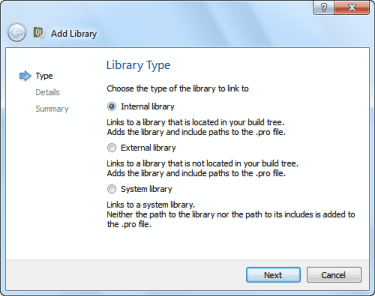 Add Library
Library Type
Type
Details
Summary
Choose the type of the library to link to
Internal library
Links to a library that is located in your build tree.
Adds the library and include paths to the .pro file.
External library
Links to a library that is not located in your build tree.
Adds the library and include paths to the .pro file.
System library
Links to a system library.
Neither the path to the library nor the path to its includes is added
to the .pro file.
Next
Cancel